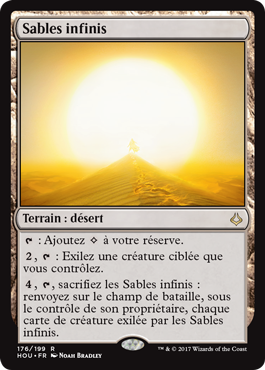 Sables infinis
Terrain : désert
: Ajoutez à votre réserve.
2, : Exilez une créature ciblée que
vous contrôlez.
4, , sacrifiez les Sables infinis :
renvoyez sur le champ de bataille, sous
le contrôle de son propriétaire, chaque
carte de créature exilée par les Sables
infinis.
176/199 R
HOU • FR NOAH BRADLEY
™ & © 2017 Wizards of the Coast